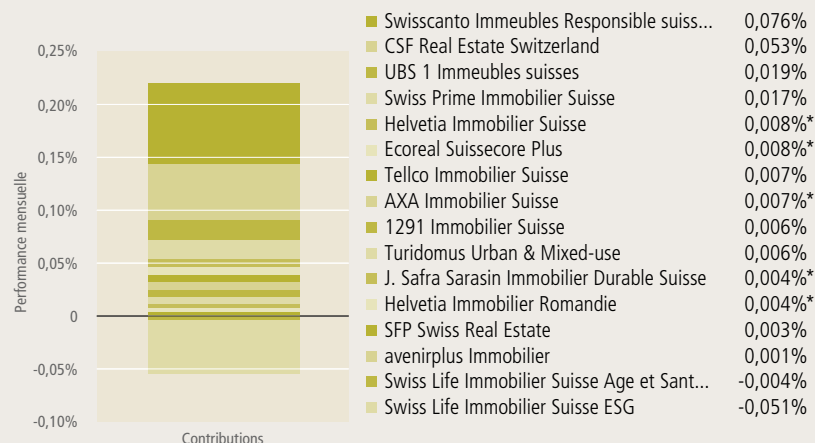 Swisscanto Immeubles Responsible suiss... 0,076%
CSF Real Estate Switzerland 0,053%
UBS 1 Immeubles suisses 0,019%
Swiss Prime Immobilier Suisse 0,017%
Helvetia Immobilier Suisse 0,008%*
Ecoreal Suissecore Plus 0,008%*
Tellco Immobilier Suisse 0,007%
AXA Immobilier Suisse 0,007%*
1291 Immobilier Suisse 0,006%
Turidomus Urban & Mixed-use 0,006%
J. Safra Sarasin Immobilier Durable Suisse 0,004%*
Helvetia Immobilier Romandie 0,004%*
SFP Swiss Real Estate 0,003%
avenirplus Immobilier 0,001%
Swiss Life Immobilier Suisse Age et Sant... -0,004%
Swiss Life Immobilier Suisse ESG -0,051%
Performance mensuelle
0,25%
0,20%
0,15%
0,10%
0,05%
0
-0,05%
-0,10%
Contributions